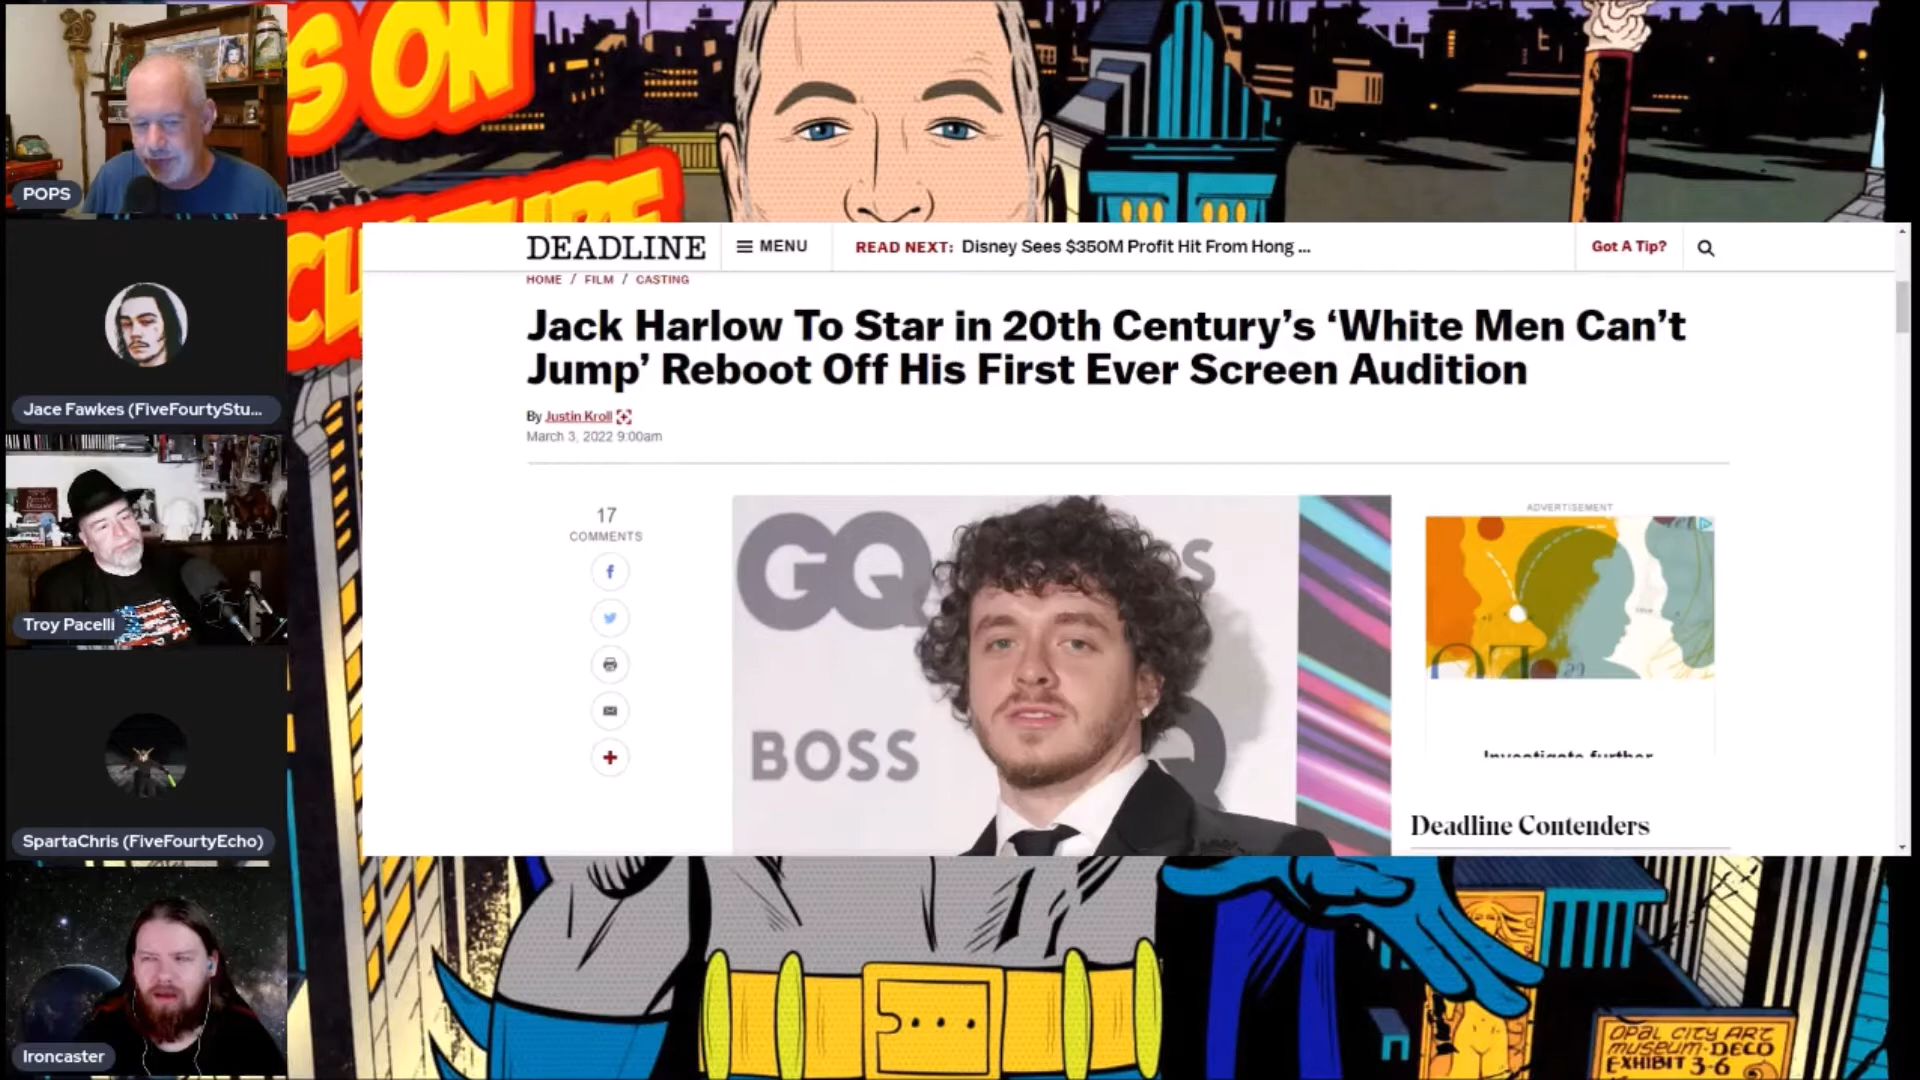 S ON
POPS
Jace Fawkes (FiveFourtyStu...
Troy Pacelli
SpartaChris (FiveFourtyEcho)
Ironcaster
DEADLINE
MENU
READ NEXT: Disney Sees $350M Profit Hit From Hong ...
Got A Tip?
HOME / FILM / CASTING
Jack Harlow To Star in 20th Century’s ‘White Men Can’t
Jump’ Reboot Off His First Ever Screen Audition
By Justin Kroll
March 3, 2022 9:00am
17
COMMENTS
GQ
BOSS
ADVERTISEMENT
Investigate further
Deadline Contenders
OPAL CITY ART
MUSEUM-DECO
EXHIBIT 3-6